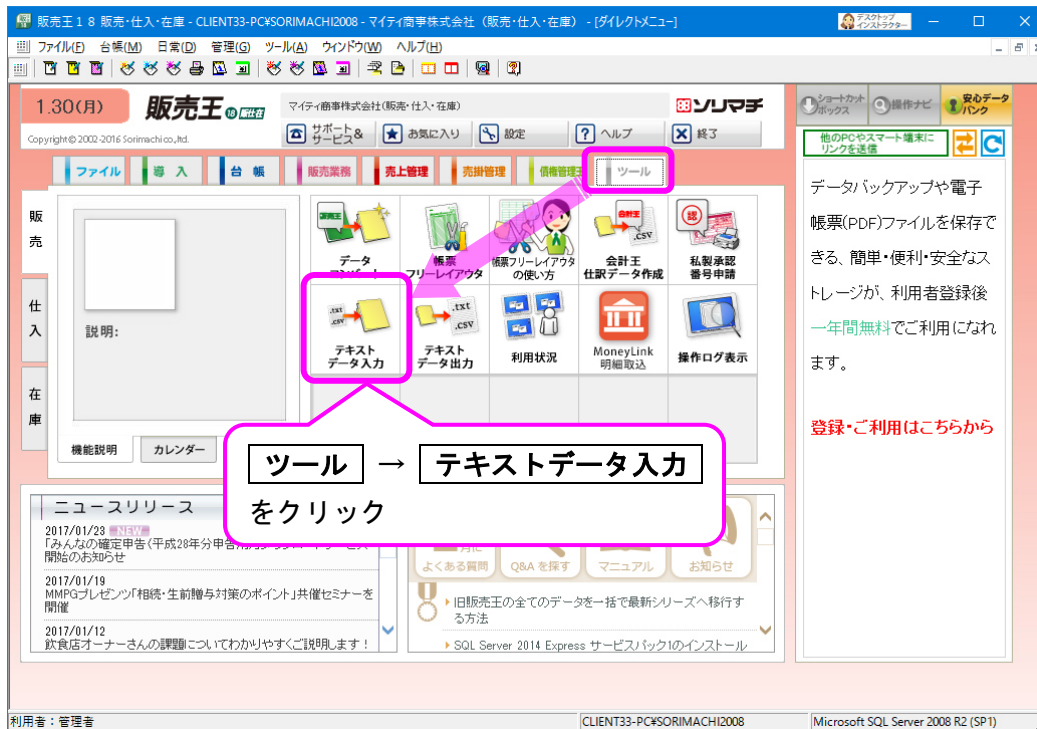 販売王18 販売・仕入・在庫 - CLIENT33-PC¥SORIMACHI2008 - マイティ商事株式会社（販売・仕入・在庫） - [ダイレクトメニュー]
デスクトップ
インストラクター
ファイル(F) 台帳(M) 日常(D) 管理(G) ツール(A) ウィンドウ(W) ヘルプ(H)
1.30(月)
販売王 18 販仕在
マイティ商事株式会社(販売・仕入・在庫)
ソリマチ
Copyright© 2002-2016 Sorimachi co.,ltd.
サポート&
サービス
お気に入り
設定
ヘルプ
終了
ショートカット
ボックス
操作ナビ
安心データ
バンク
他のPCやスマート端末に
リンクを送信
ファイル
導 入
台 帳
販売業務
売上管理
売掛管理
債権管理
ツール
販売
仕入
在庫
説明:
機能説明
カレンダー
データ
コンバート
帳票
フリーレイアウタ
帳票フリーレイアウタ
の使い方
会計王
仕訳データ作成
私製承認
番号申請
テキスト
データ入力
テキスト
データ出力
利用状況
MoneyLink
明細取込
操作ログ表示
ツール → テキストデータ入力
をクリック
データバックアップや電子
帳票(PDF)ファイルを保存で
きる、簡単・便利・安全なス
トレージが、利用者登録後
一年間無料でご利用になれ
ます。
登録・ご利用はこちらから
ニュースリリース
2017/01/23 NEW
「みんなの確定申告〈平成28年分申告
開始のお知らせ
2017/01/19
MMPGプレゼンツ「相続・生前贈与対策のポイント」共催セミナーを
開催
2017/01/12
飲食店オーナーさんの課題についてわかりやすくご説明します！
よくある質問
Q&Aを探す
マニュアル
お知らせ
旧販売王の全てのデータを一括で最新シリーズへ移行す
る方法
SQL Server 2014 Express サービスパック1のインストール
利用者：管理者
CLIENT33-PC¥SORIMACHI2008
Microsoft SQL Server 2008 R2 (SP1)